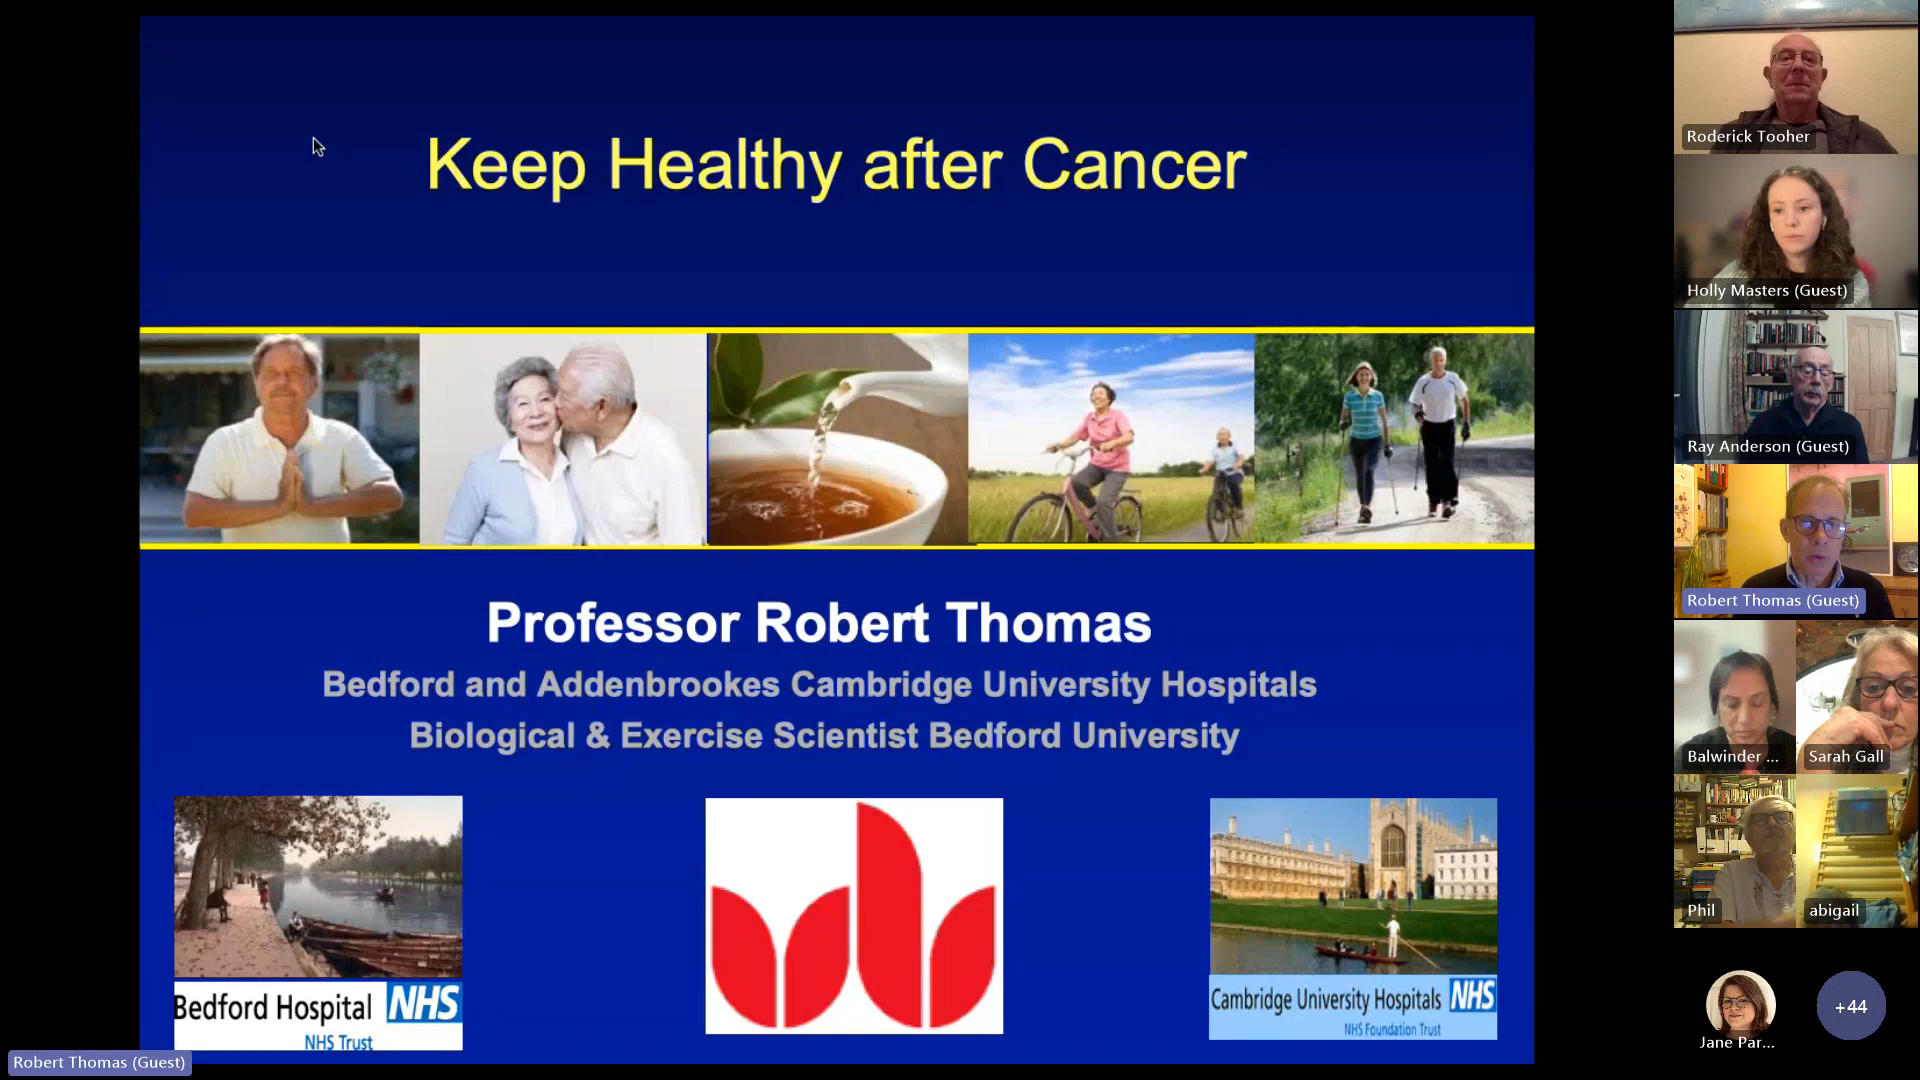 Keep Healthy after Cancer
Professor Robert Thomas
Bedford and Addenbrookes Cambridge University Hospitals
Biological & Exercise Scientist Bedford University
Bedford Hospital NHS
NHS Trust
Cambridge University Hospitals NHS
NHS Foundation Trust
Robert Thomas (Guest)
Roderick Tooher
Holly Masters (Guest)
Ray Anderson (Guest)
Robert Thomas (Guest)
Balwinder ...
Sarah Gall
Phil
abigail
Jane Par...
+44